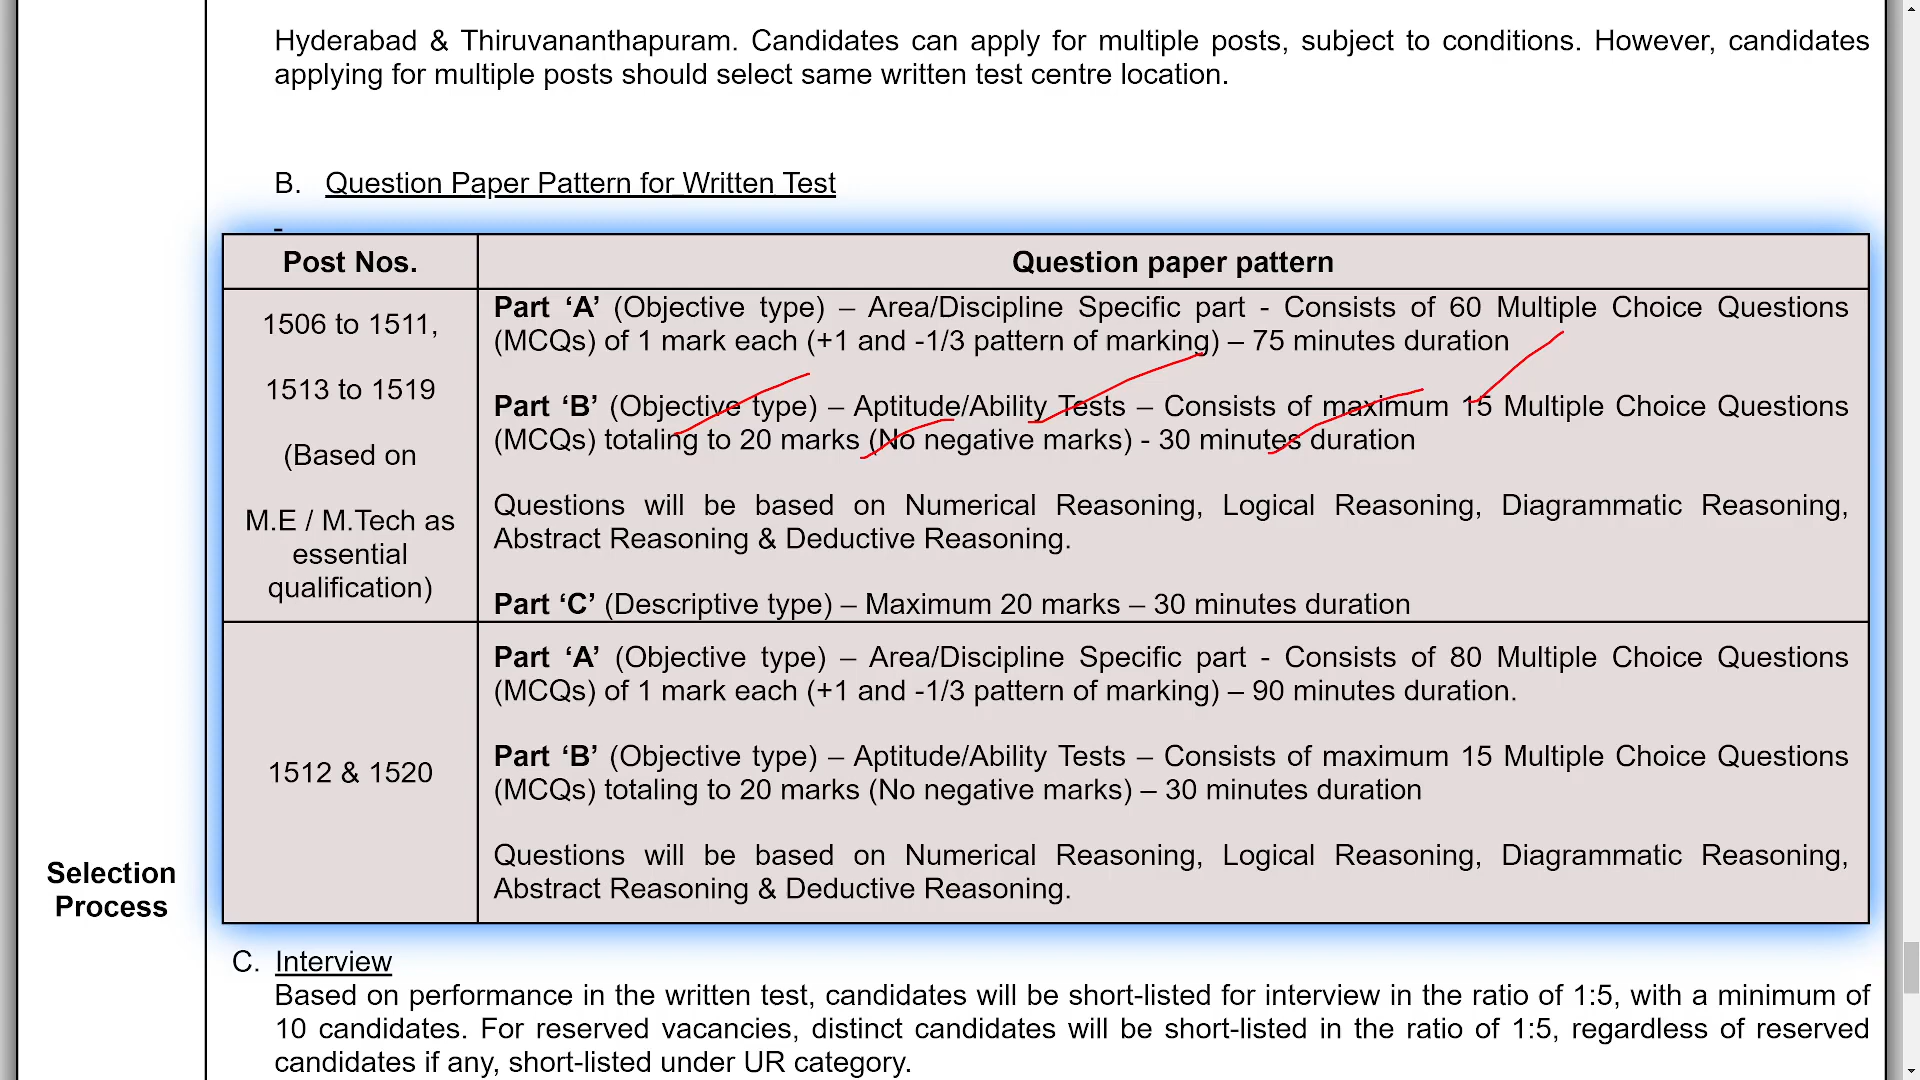 Hyderabad & Thiruvananthapuram. Candidates can apply for multiple posts, subject to conditions. However, candidates
applying for multiple posts should select same written test centre location.
B. Question Paper Pattern for Written Test
Post Nos.
Question paper pattern
1506 to 1511,
1513 to 1519
(Based on
M.E / M.Tech as
essential
qualification)
Part ‘A’ (Objective type) – Area/Discipline Specific part - Consists of 60 Multiple Choice Questions
(MCQs) of 1 mark each (+1 and -1/3 pattern of marking) – 75 minutes duration
Part ‘B’ (Objective type) – Aptitude/Ability Tests – Consists of maximum 15 Multiple Choice Questions
(MCQs) totaling to 20 marks (No negative marks) - 30 minutes duration
Questions will be based on Numerical Reasoning, Logical Reasoning, Diagrammatic Reasoning,
Abstract Reasoning & Deductive Reasoning.
Part ‘C’ (Descriptive type) – Maximum 20 marks – 30 minutes duration
1512 & 1520
Part ‘A’ (Objective type) – Area/Discipline Specific part - Consists of 80 Multiple Choice Questions
(MCQs) of 1 mark each (+1 and -1/3 pattern of marking) – 90 minutes duration.
Part ‘B’ (Objective type) – Aptitude/Ability Tests – Consists of maximum 15 Multiple Choice Questions
(MCQs) totaling to 20 marks (No negative marks) – 30 minutes duration
Questions will be based on Numerical Reasoning, Logical Reasoning, Diagrammatic Reasoning,
Abstract Reasoning & Deductive Reasoning.
Selection
Process
C. Interview
Based on performance in the written test, candidates will be short-listed for interview in the ratio of 1:5, with a minimum of
10 candidates. For reserved vacancies, distinct candidates will be short-listed in the ratio of 1:5, regardless of reserved
candidates if any, short-listed under UR category.